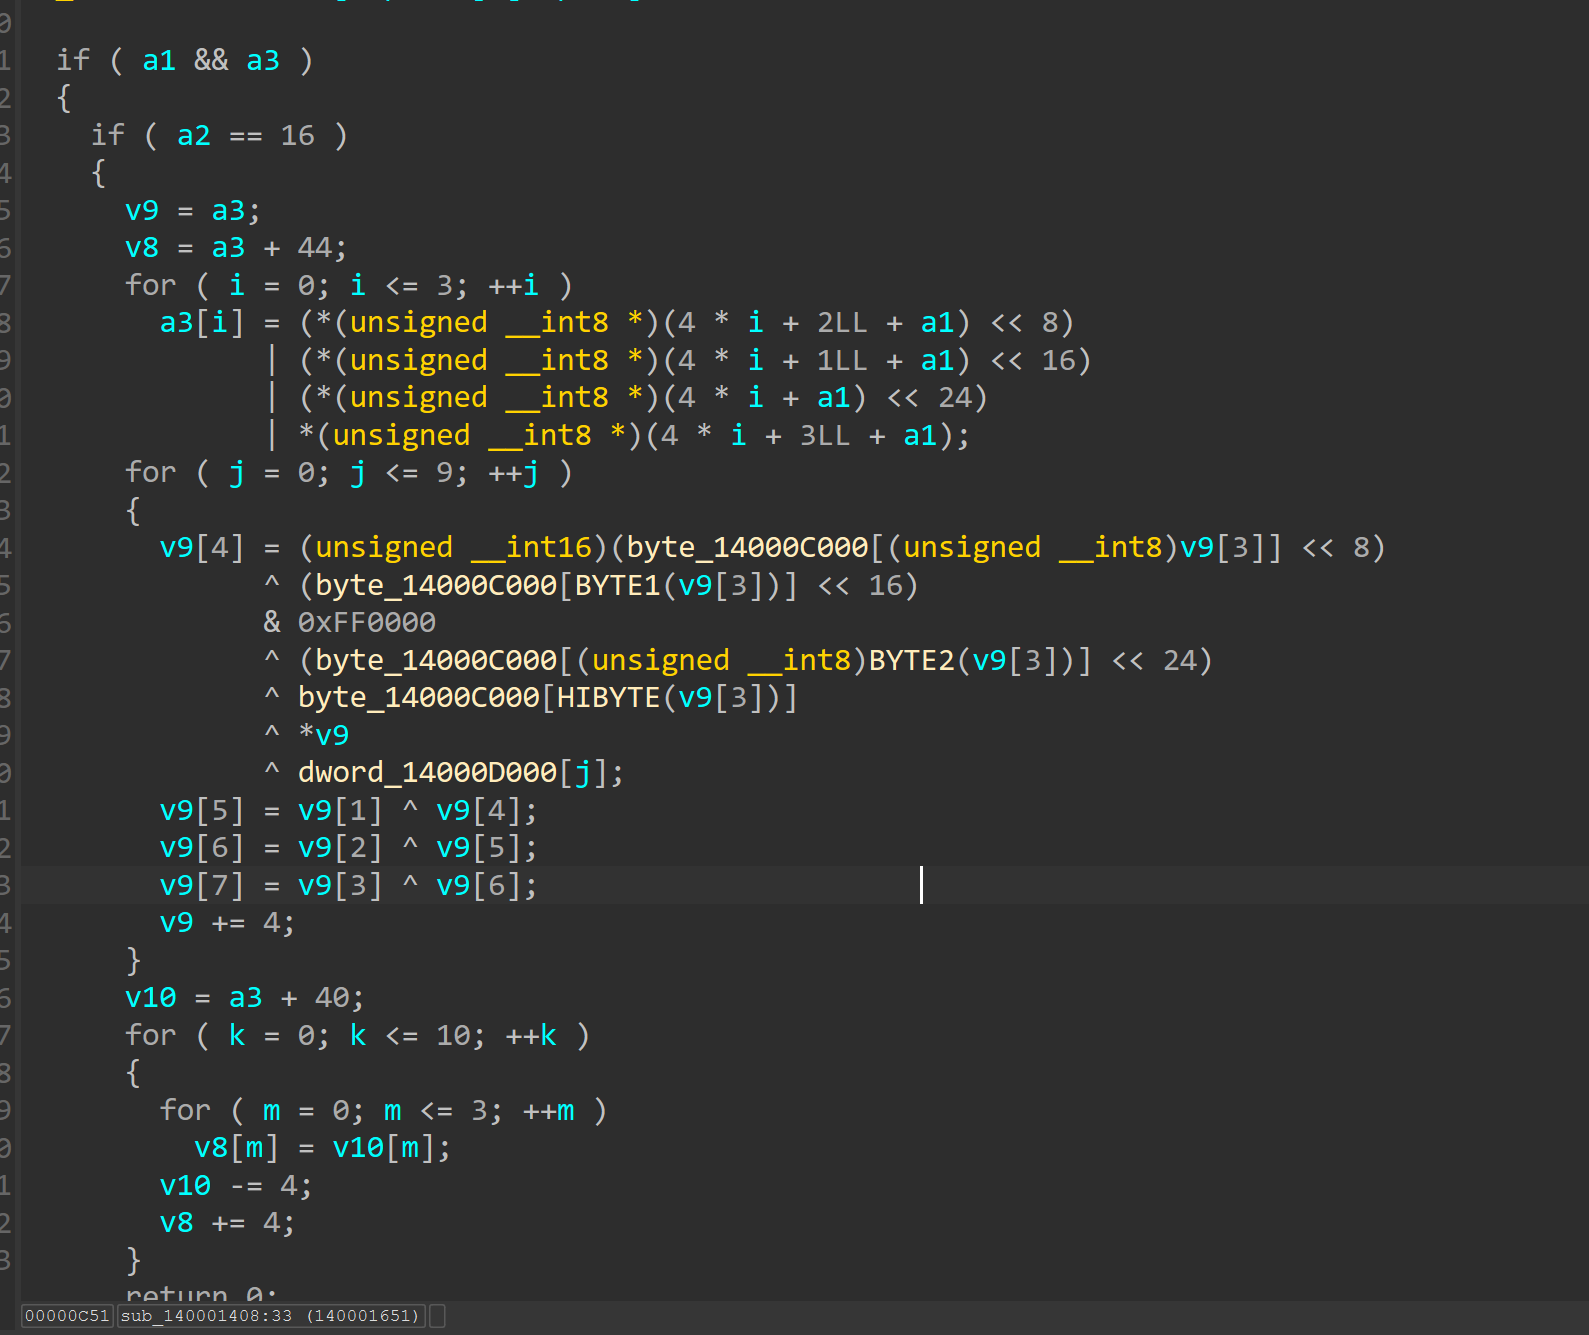 if ( a1 && a3 )
{
if ( a2 == 16 )
{
v9 = a3;
v8 = a3 + 44;
for ( i = 0; i <= 3; ++i )
a3[i] = (*(unsigned __int8 *)(4 * i + 2LL + a1) << 8)
| (*(unsigned __int8 *)(4 * i + 1LL + a1) << 16)
| (*(unsigned __int8 *)(4 * i + a1) << 24)
| *(unsigned __int8 *)(4 * i + 3LL + a1);
for ( j = 0; j <= 9; ++j )
{
v9[4] = (unsigned __int16)(byte_14000C000[(unsigned __int8)v9[3]] << 8)
^ (byte_14000C000[BYTE1(v9[3])] << 16)
& 0xFF0000
^ (byte_14000C000[(unsigned __int8)BYTE2(v9[3])] << 24)
^ byte_14000C000[HIBYTE(v9[3])]
^ *v9
^ dword_14000D000[j];
v9[5] = v9[1] ^ v9[4];
v9[6] = v9[2] ^ v9[5];
v9[7] = v9[3] ^ v9[6];
v9 += 4;
}
v10 = a3 + 40;
for ( k = 0; k <= 10; ++k )
{
for ( m = 0; m <= 3; ++m )
v8[m] = v10[m];
v10 -= 4;
v8 += 4;
}
return 0;
00000C51 sub_140001408:33 (140001651)